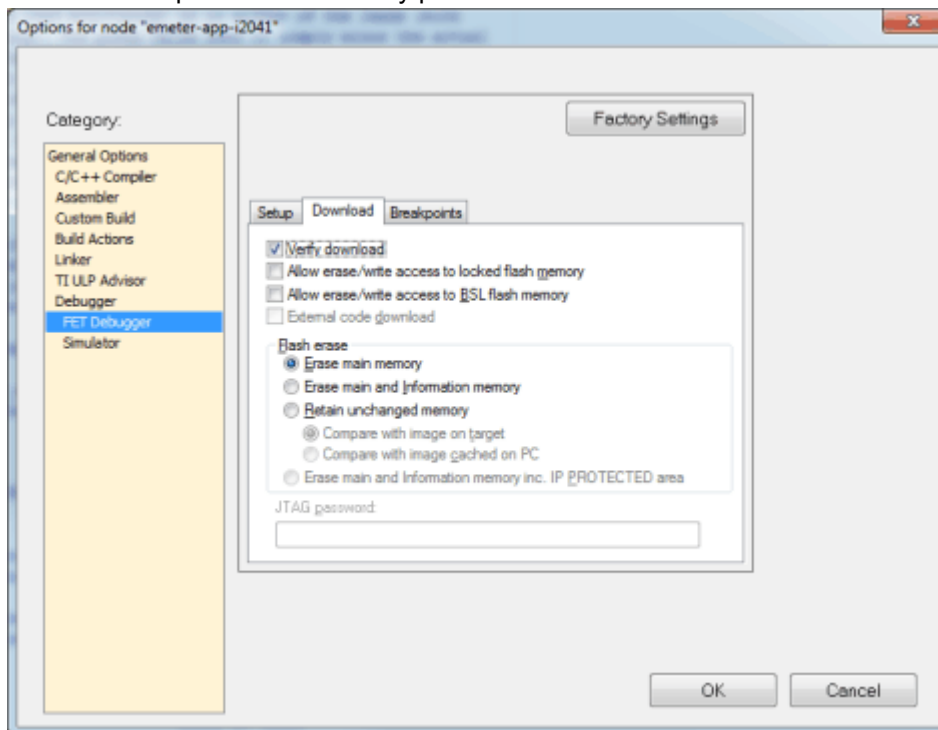 Options for node "emeter-app-i2041"
Category:
Factory Settings
General Options
C/C++ Compiler
Assembler
Custom Build
Build Actions
Linker
TI ULP Advisor
Debugger
FET Debugger
Simulator
Setup
Download
Breakpoints
Verify download
Allow erase/write access to locked flash memory
Allow erase/write access to BSL flash memory
External code download
Flash erase
Erase main memory
Erase main and Information memory
Retain unchanged memory
Compare with image on target
Compare with image cached on PC
Erase main and Information memory inc. IP PROTECTED area
JTAG password:
OK
Cancel